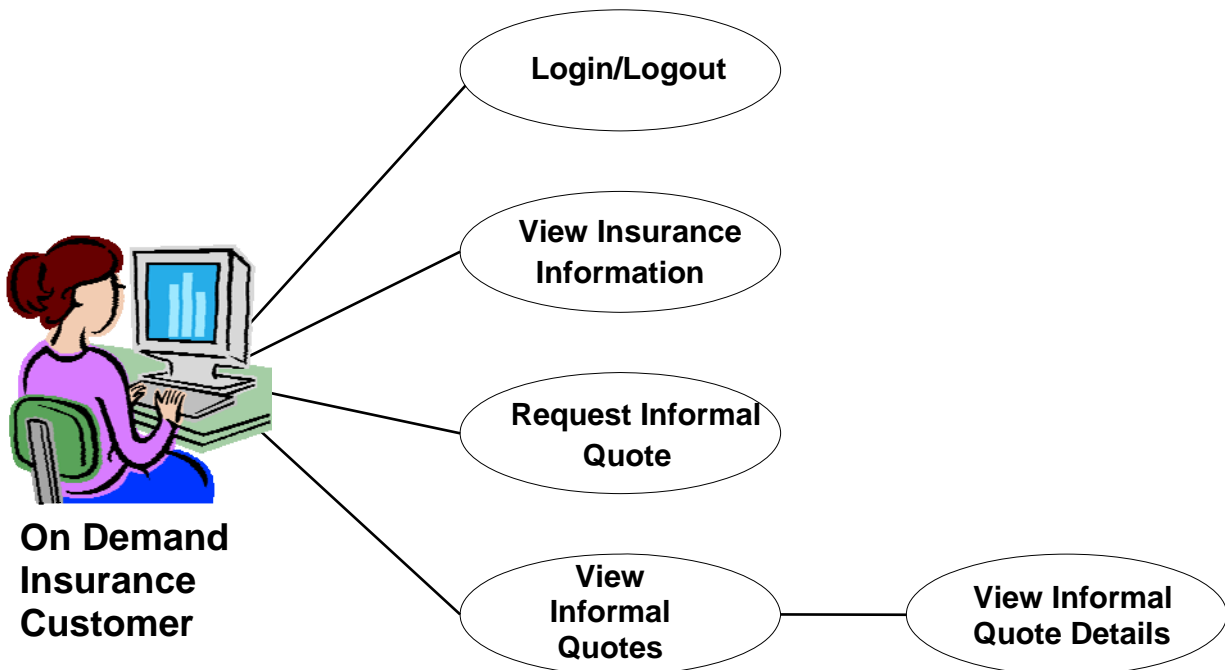 Login/Logout
View Insurance
Information
Request Informal
Quote
On Demand
Insurance
Customer
View
Informal
Quotes
View Informal
Quote Details